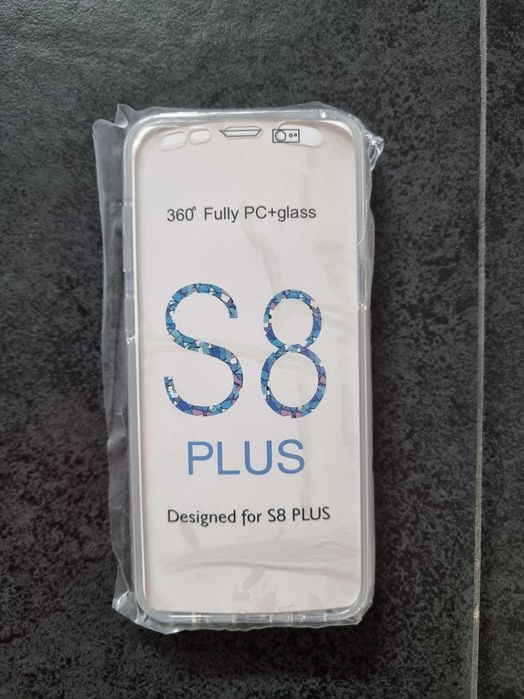 360° Fully PC+glass
S8
PLUS
Designed for S8 PLUS